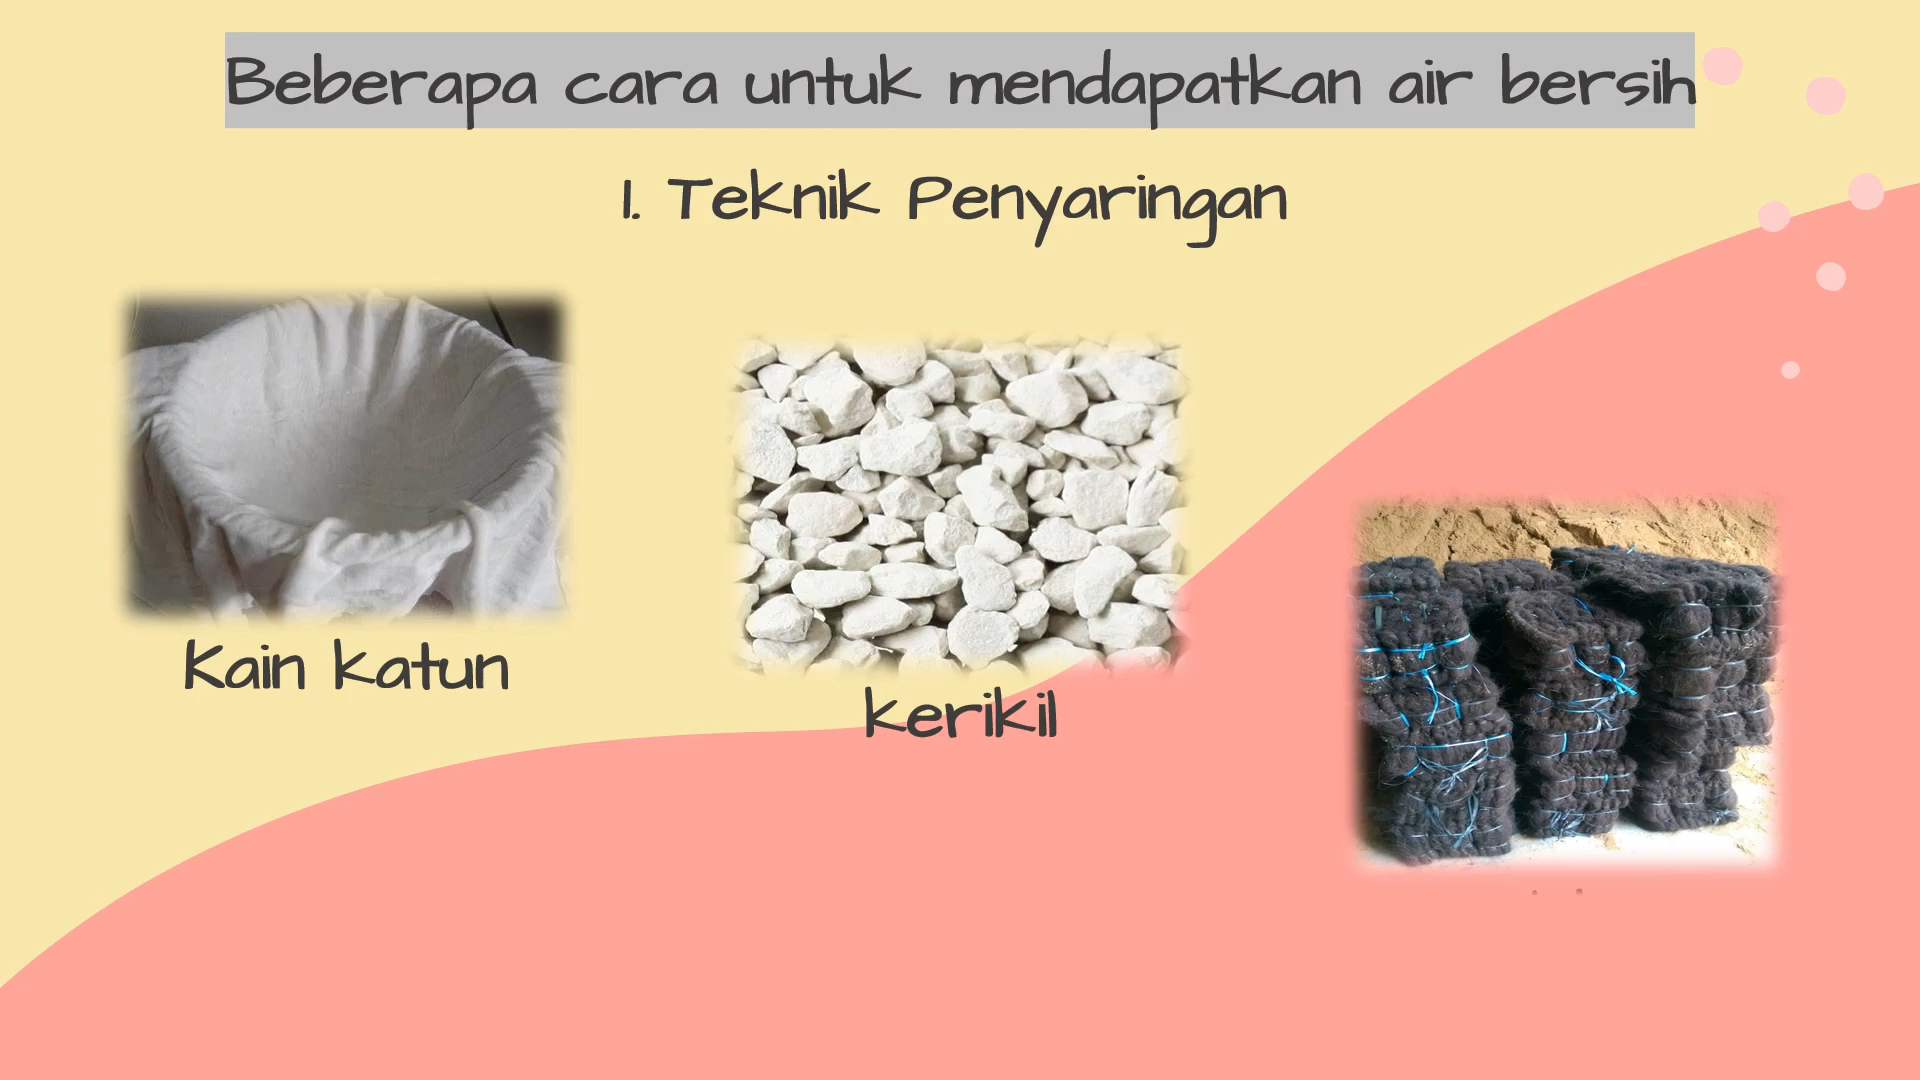 Beberapa cara untuk mendapatkan air bersih
1. Teknik Penyaringan
Kain katun
kerikil